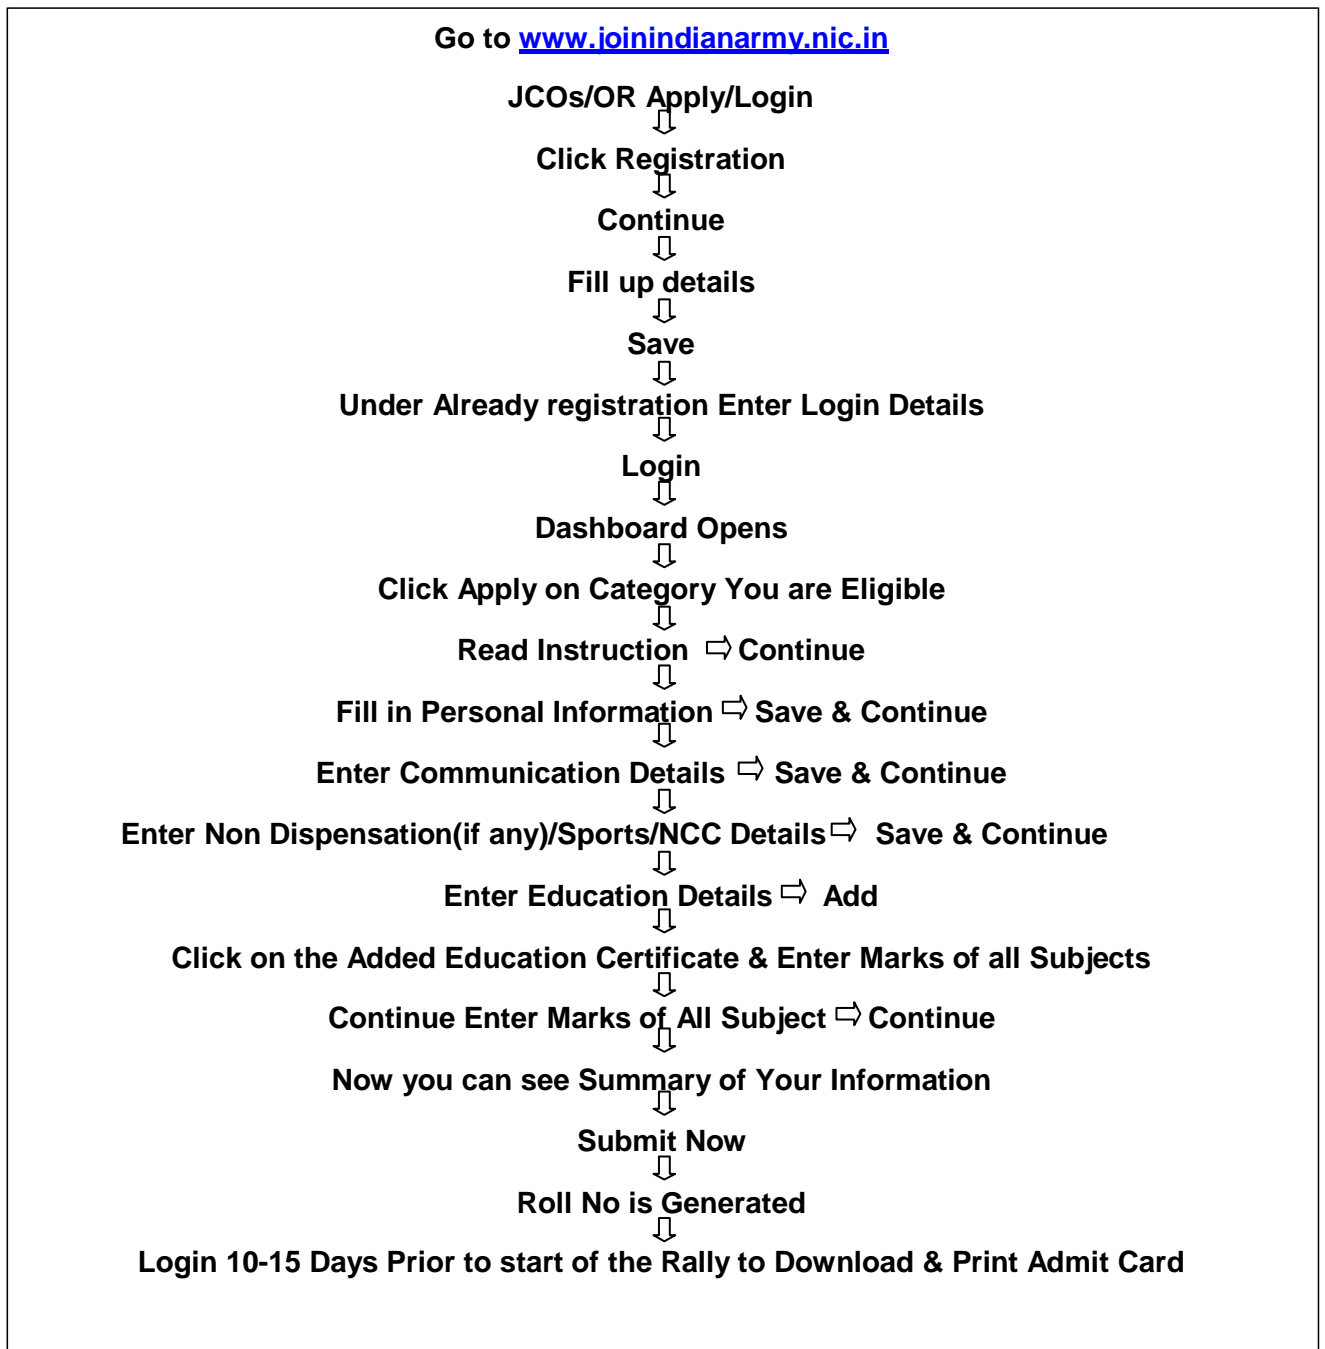 Go to www.joinindianarmy.nic.in
JCOs/OR Apply/Login
Click Registration
Continue
Fill up details
Save
Under Already registration Enter Login Details
Login
Dashboard Opens
Click Apply on Category You are Eligible
Read Instruction ⇨ Continue
Fill in Personal Information ⇨ Save & Continue
Enter Communication Details ⇨ Save & Continue
Enter Non Dispensation(if any)/Sports/NCC Details ⇨ Save & Continue
Enter Education Details ⇨ Add
Click on the Added Education Certificate & Enter Marks of all Subjects
Continue Enter Marks of All Subject ⇨ Continue
Now you can see Summary of Your Information
Submit Now
Roll No is Generated
Login 10-15 Days Prior to start of the Rally to Download & Print Admit Card